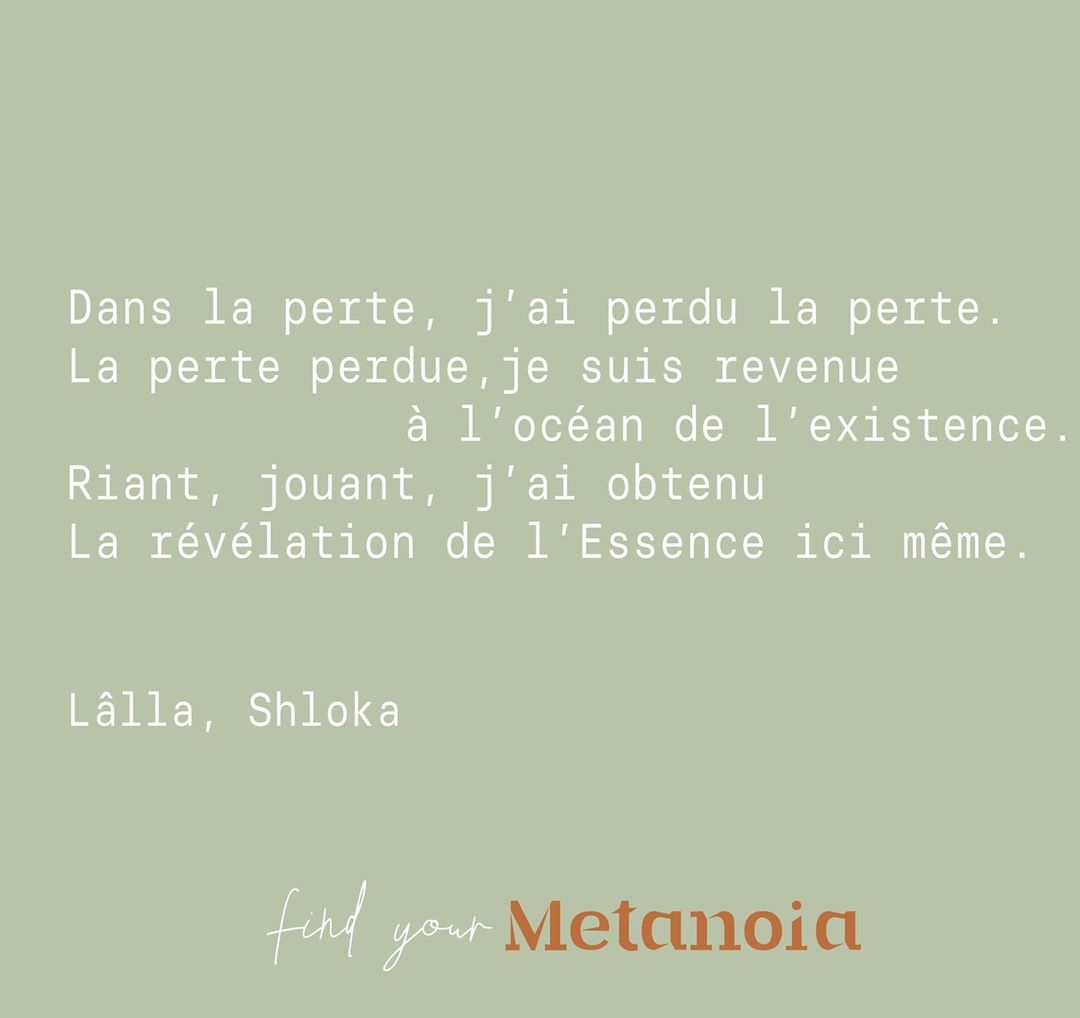 Dans la perte, j'ai perdu la perte.
La perte perdue,je suis revenue
à l'océan de l'existence.
Riant, jouant, j'ai obtenu
La révélation de l'Essence ici même.
Lâlla, Shloka
find your Metanoia